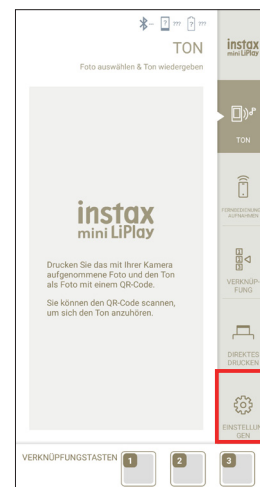 - ? ??? ? ???
TON
Foto auswählen & Ton wiedergeben
instax
mini LiPlay
Drucken Sie das mit Ihrer Kamera
aufgenommene Foto und den Ton
als Foto mit einem QR-Code.
Sie können den QR-Code scannen,
um sich den Ton anzuhören.
instax
mini LiPlay
TON
AUFNAHMEN
VERKNÜP-
FUNG
DIREKTES
DRUCKEN
EINSTELLUN
GEN
VERKNÜPFUNGSTASTEN
1
2
3